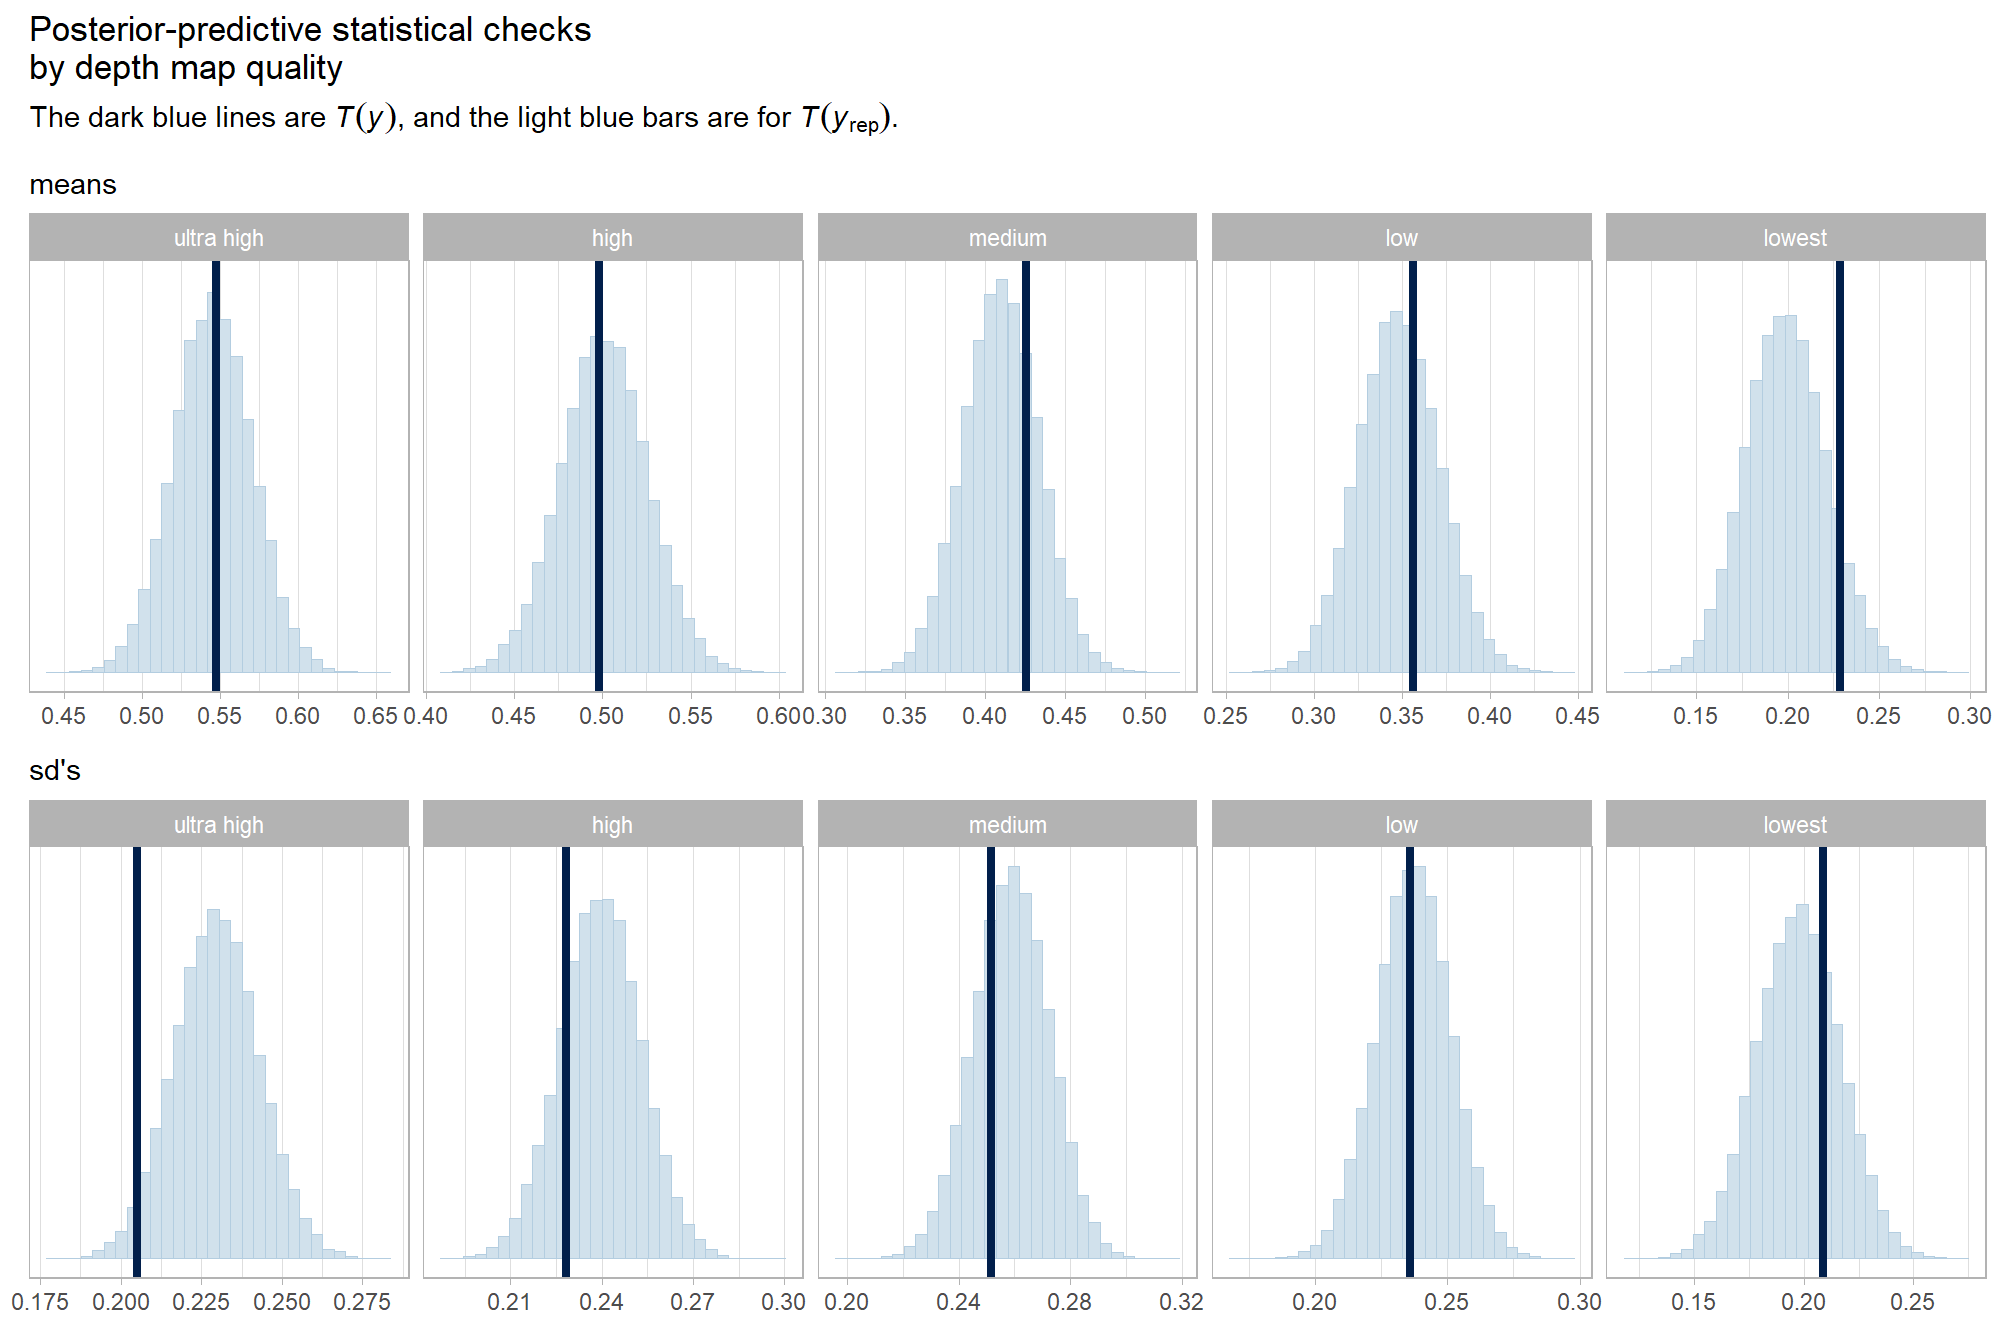 Posterior-predictive statistical checks
by depth map quality
The dark blue lines are T(y), and the light blue bars are for T(y_rep).
means
ultra high high medium low lowest
0.45 0.50 0.55 0.60 0.65 0.40 0.45 0.50 0.55 0.60 0.30 0.35 0.40 0.45 0.50 0.25 0.30 0.35 0.40 0.45 0.15 0.20 0.25 0.30
sd's
ultra high high medium low lowest
0.175 0.200 0.225 0.250 0.275 0.21 0.24 0.27 0.30 0.20 0.24 0.28 0.32 0.20 0.25 0.30 0.15 0.20 0.25